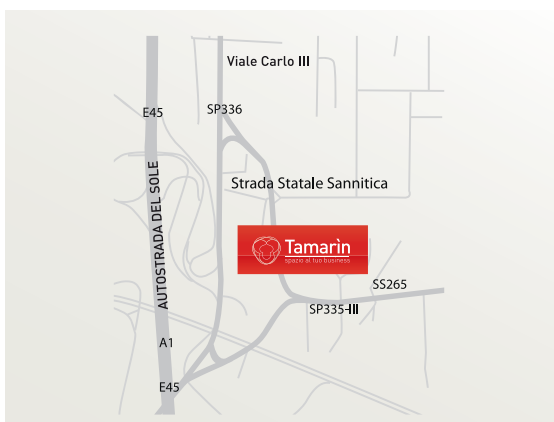 Viale Carlo III
E45
SP336
AUTOSTRADA DEL SOLE
Strada Statale Sannitica
Tamarìn
spazio al tuo business
SS265
SP335-III
A1
E45